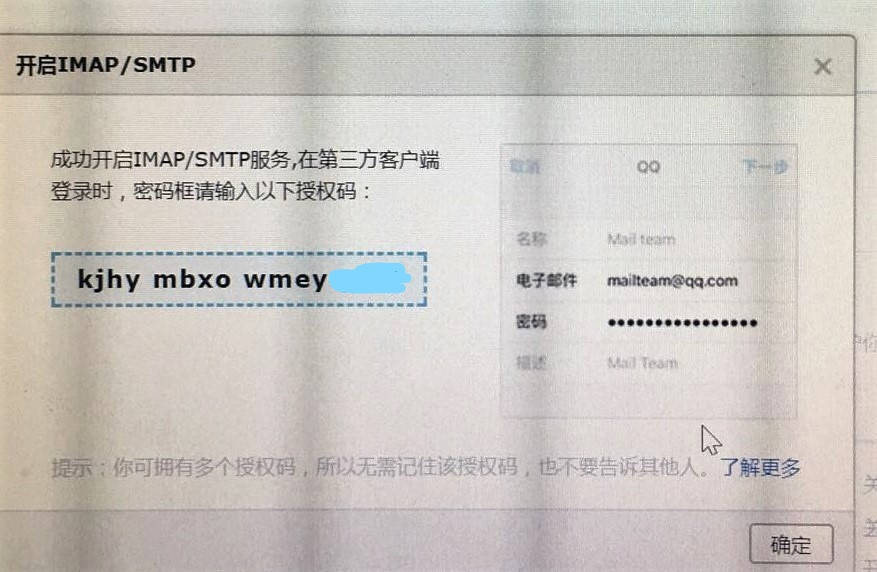 开启IMAP/SMTP
成功开启IMAP/SMTP服务,在第三方客户端
登录时，密码框请输入以下授权码：
kjhy mbxo wmey
取消 QQ 下一步
名称 Mail team
电子邮件 mailteam@qq.com
密码 ●●●●●●●●●●●●●●●●
描述 Mail Team
提示：你可拥有多个授权码，所以无需记住该授权码，也不要告诉其他人。了解更多
确定